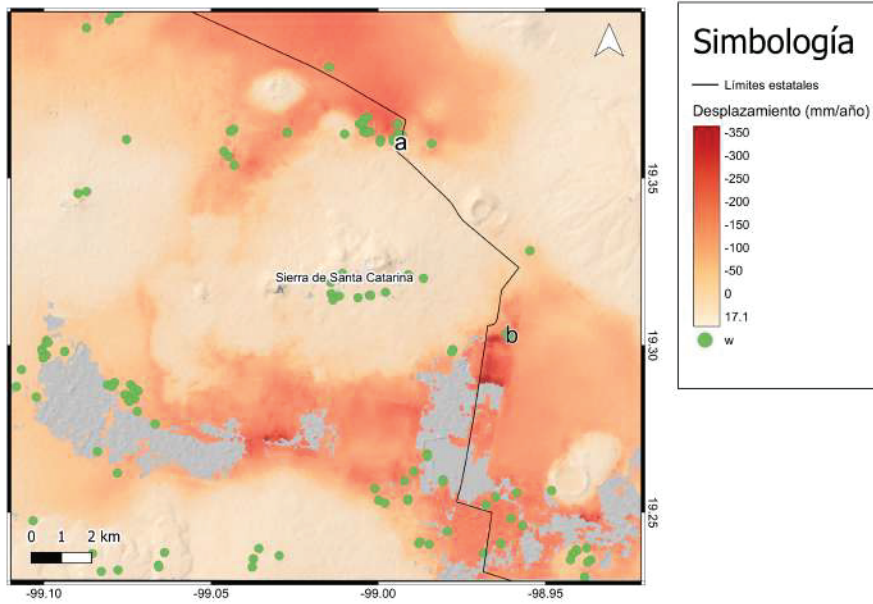 a
Sierra de Santa Catarina
b
0 1 2 km
-99.10
-99.05
-99.00
-98.95
19.35
19.30
19.25
Simbología
Límites estatales
Desplazamiento (mm/año)
-350
-300
-250
-200
-150
-100
-50
0
17.1
w